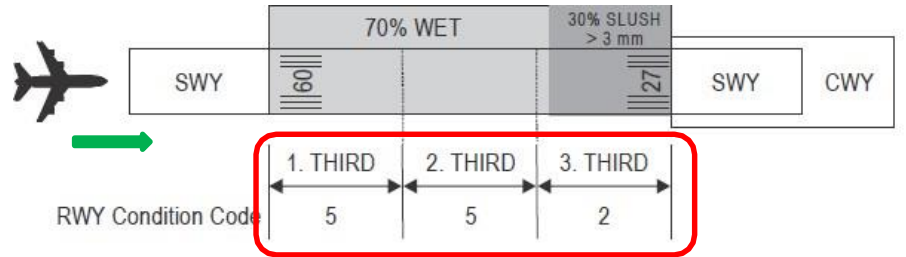 70% WET
30% SLUSH
> 3 mm
SWY
09
27
SWY
CWY
1. THIRD
2. THIRD
3. THIRD
RWY Condition Code
5
5
2